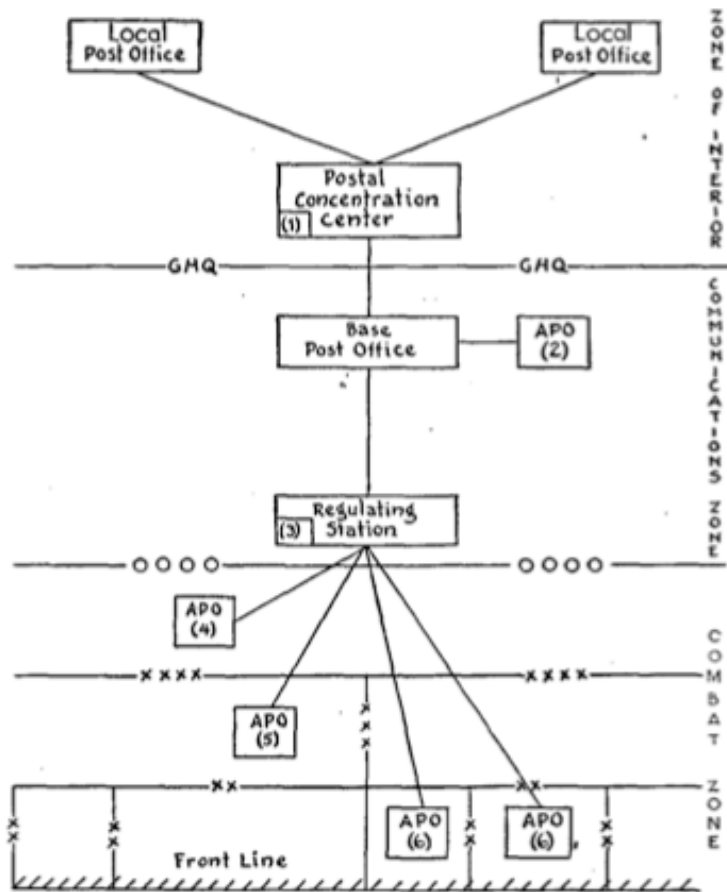 Local
Post Office
Local
Post Office
ZONE OF INTERIOR
Postal
Concentration
Center
(1)
GHQ
GHQ
COMMUNICATIONS ZONE
Base
Post Office
APO
(2)
Regulating
Station
(3)
OOOO
OOOO
COMBAT ZONE
APO
(4)
xxxx
xxxx
APO
(5)
xxx
xx
xx
APO
(6)
APO
(6)
xx
xx
xx
xx
Front Line